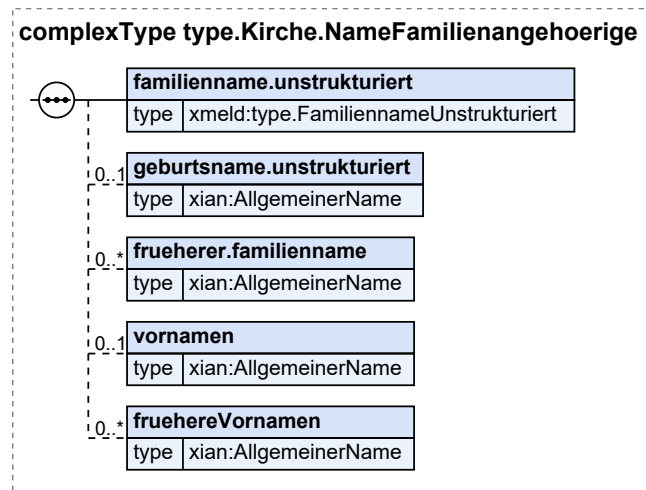 complexType type.Kirche.NameFamilienangehoerige
familienname.unstrukturiert
type xmeld:type.FamiliennameUnstrukturiert
0..1 geburtsname.unstrukturiert
type xian:AllgemeinerName
0..* frueherer.familienname
type xian:AllgemeinerName
0..1 vornamen
type xian:AllgemeinerName
0..* fruehereVornamen
type xian:AllgemeinerName